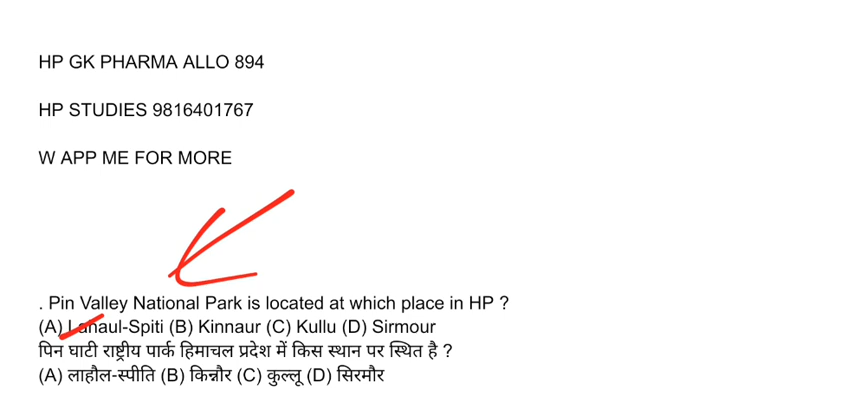 HP GK PHARMA ALLO 894
HP STUDIES 9816401767
W APP ME FOR MORE
. Pin Valley National Park is located at which place in HP ?
(A) Lahaul-Spiti (B) Kinnaur (C) Kullu (D) Sirmour
पिन घाटी राष्ट्रीय पार्क हिमाचल प्रदेश में किस स्थान पर स्थित है ?
(A) लाहौल-स्पीति (B) किन्नौर (C) कुल्लू (D) सिरमौर